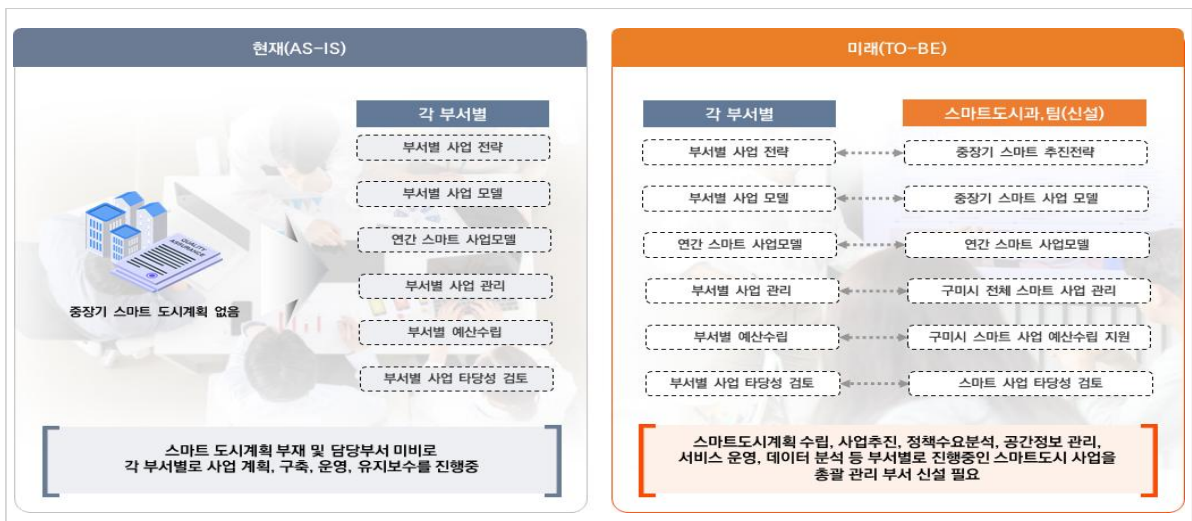 현재(AS-IS)
각 부서별
부서별 사업 전략
부서별 사업 모델
연간 스마트 사업모델
부서별 사업 관리
부서별 예산수립
부서별 사업 타당성 검토
QUALITY
ASSURANCE
중장기 스마트 도시계획 없음
스마트 도시계획 부재 및 담당부서 미비로
각 부서별로 사업 계획, 구축, 운영, 유지보수를 진행중
미래(TO-BE)
각 부서별
스마트도시과,팀(신설)
부서별 사업 전략
중장기 스마트 추진전략
부서별 사업 모델
중장기 스마트 사업 모델
연간 스마트 사업모델
연간 스마트 사업모델
부서별 사업 관리
구미시 전체 스마트 사업 관리
부서별 예산수립
구미시 스마트 사업 예산수립 지원
부서별 사업 타당성 검토
스마트 사업 타당성 검토
스마트도시계획 수립, 사업추진, 정책수요분석, 공간정보 관리,
서비스 운영, 데이터 분석 등 부서별로 진행중인 스마트도시 사업을
총괄 관리 부서 신설 필요